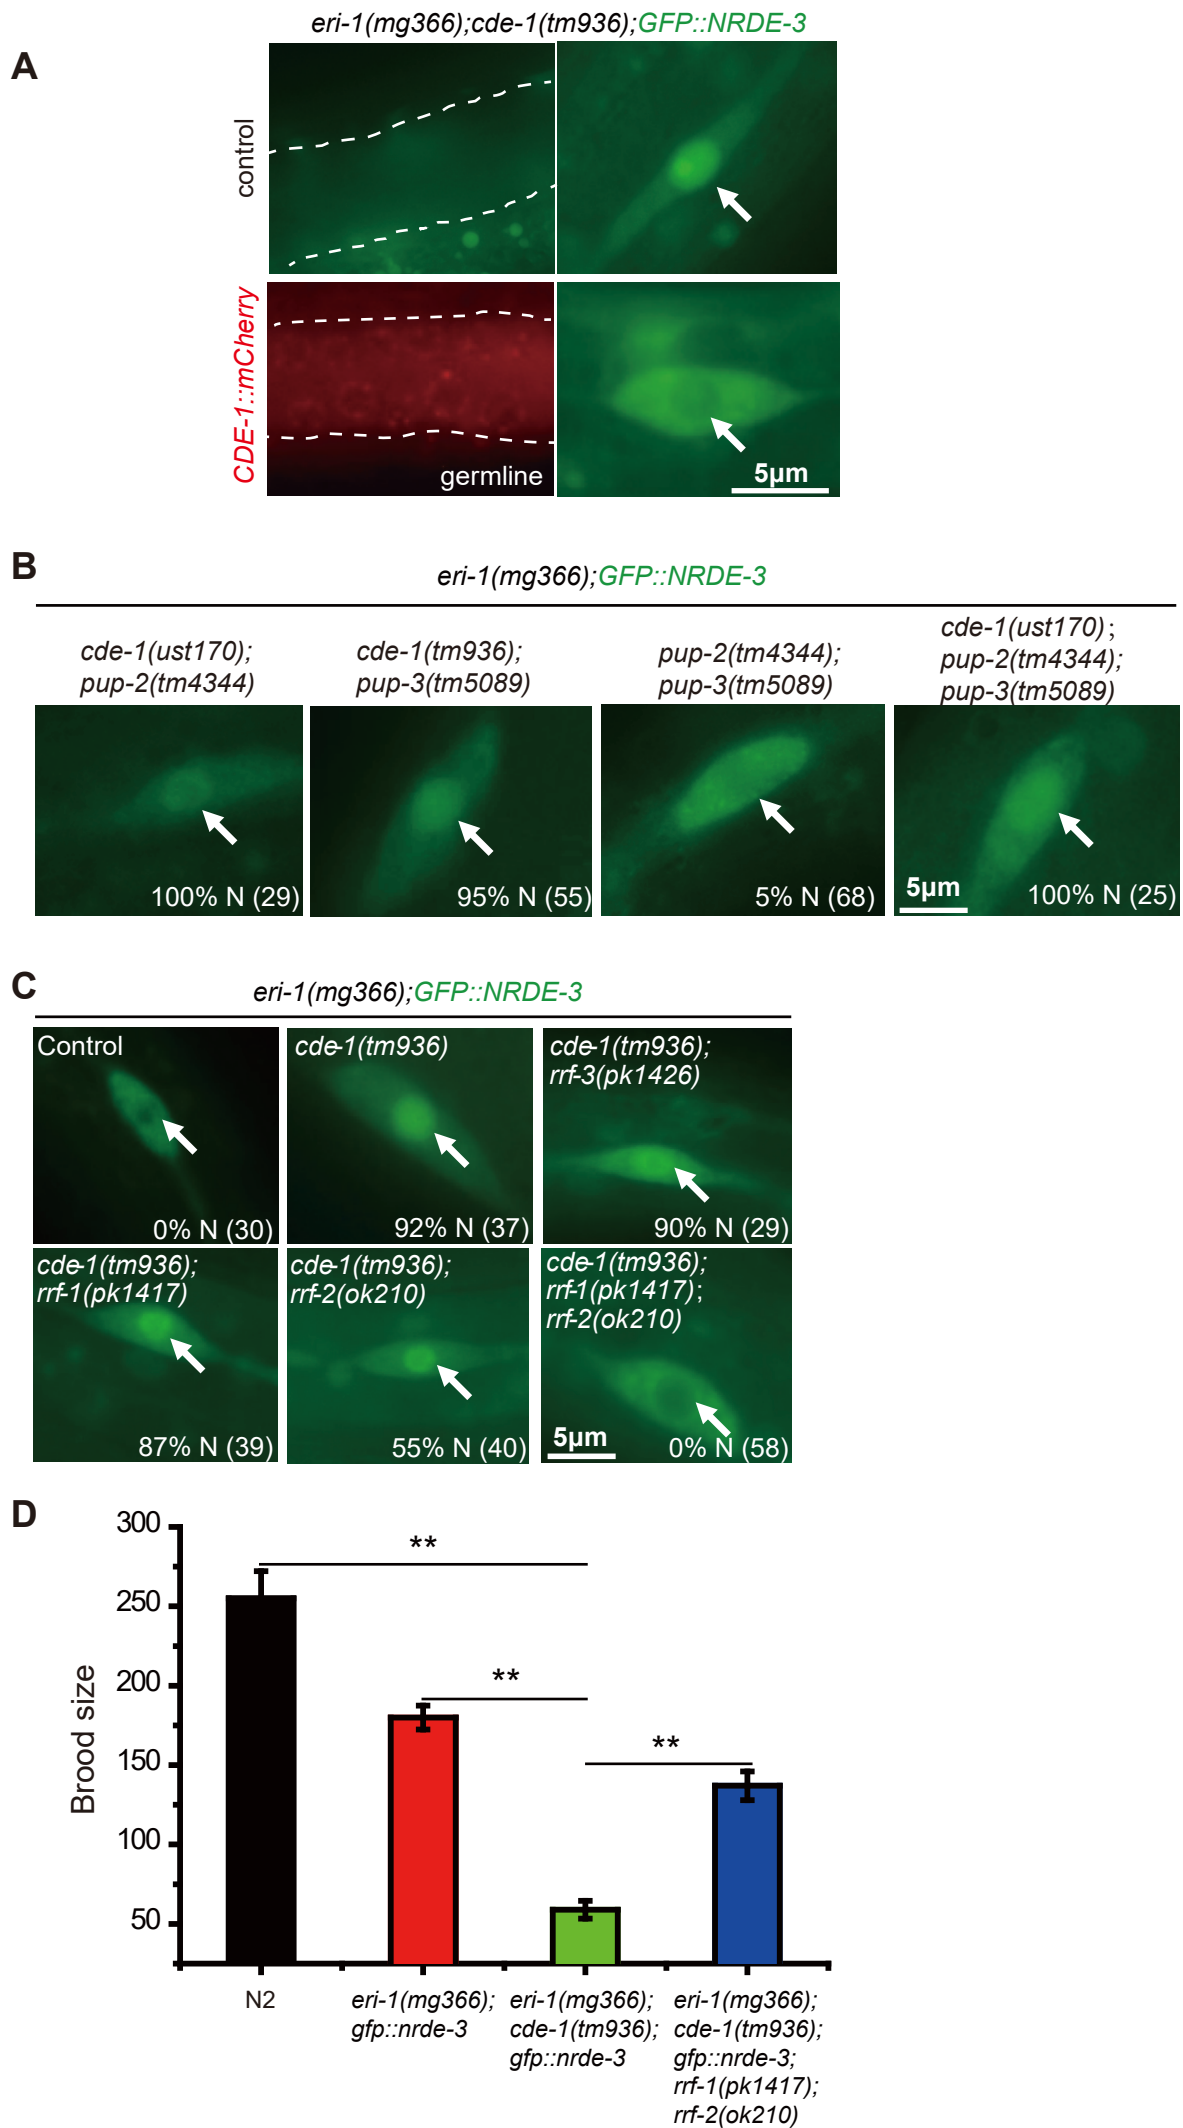 eri-1(mg366);cde-1(tm936);GFP::NRDE-3
A
control
CDE-1::mCherry
germline
5μm
B
eri-1(mg366);GFP::NRDE-3
cde-1(ust170);
pup-2(tm4344)
cde-1(tm936);
pup-3(tm5089)
pup-2(tm4344);
pup-3(tm5089)
cde-1(ust170);
pup-2(tm4344);
pup-3(tm5089)
100% N (29)
95% N (55)
5% N (68)
5μm
100% N (25)
C
eri-1(mg366);GFP::NRDE-3
Control
0% N (30)
cde-1(tm936)
92% N (37)
cde-1(tm936);
rrf-3(pk1426)
90% N (29)
cde-1(tm936);
rrf-1(pk1417)
87% N (39)
cde-1(tm936);
rrf-2(ok210)
55% N (40)
cde-1(tm936);
rrf-1(pk1417);
rrf-2(ok210)
5μm
0% N (58)
D
Brood size
300
250
200
150
100
50
**
**
**
N2
eri-1(mg366);
gfp::nrde-3
eri-1(mg366);
cde-1(tm936);
gfp::nrde-3
eri-1(mg366);
cde-1(tm936);
gfp::nrde-3;
rrf-1(pk1417);
rrf-2(ok210)